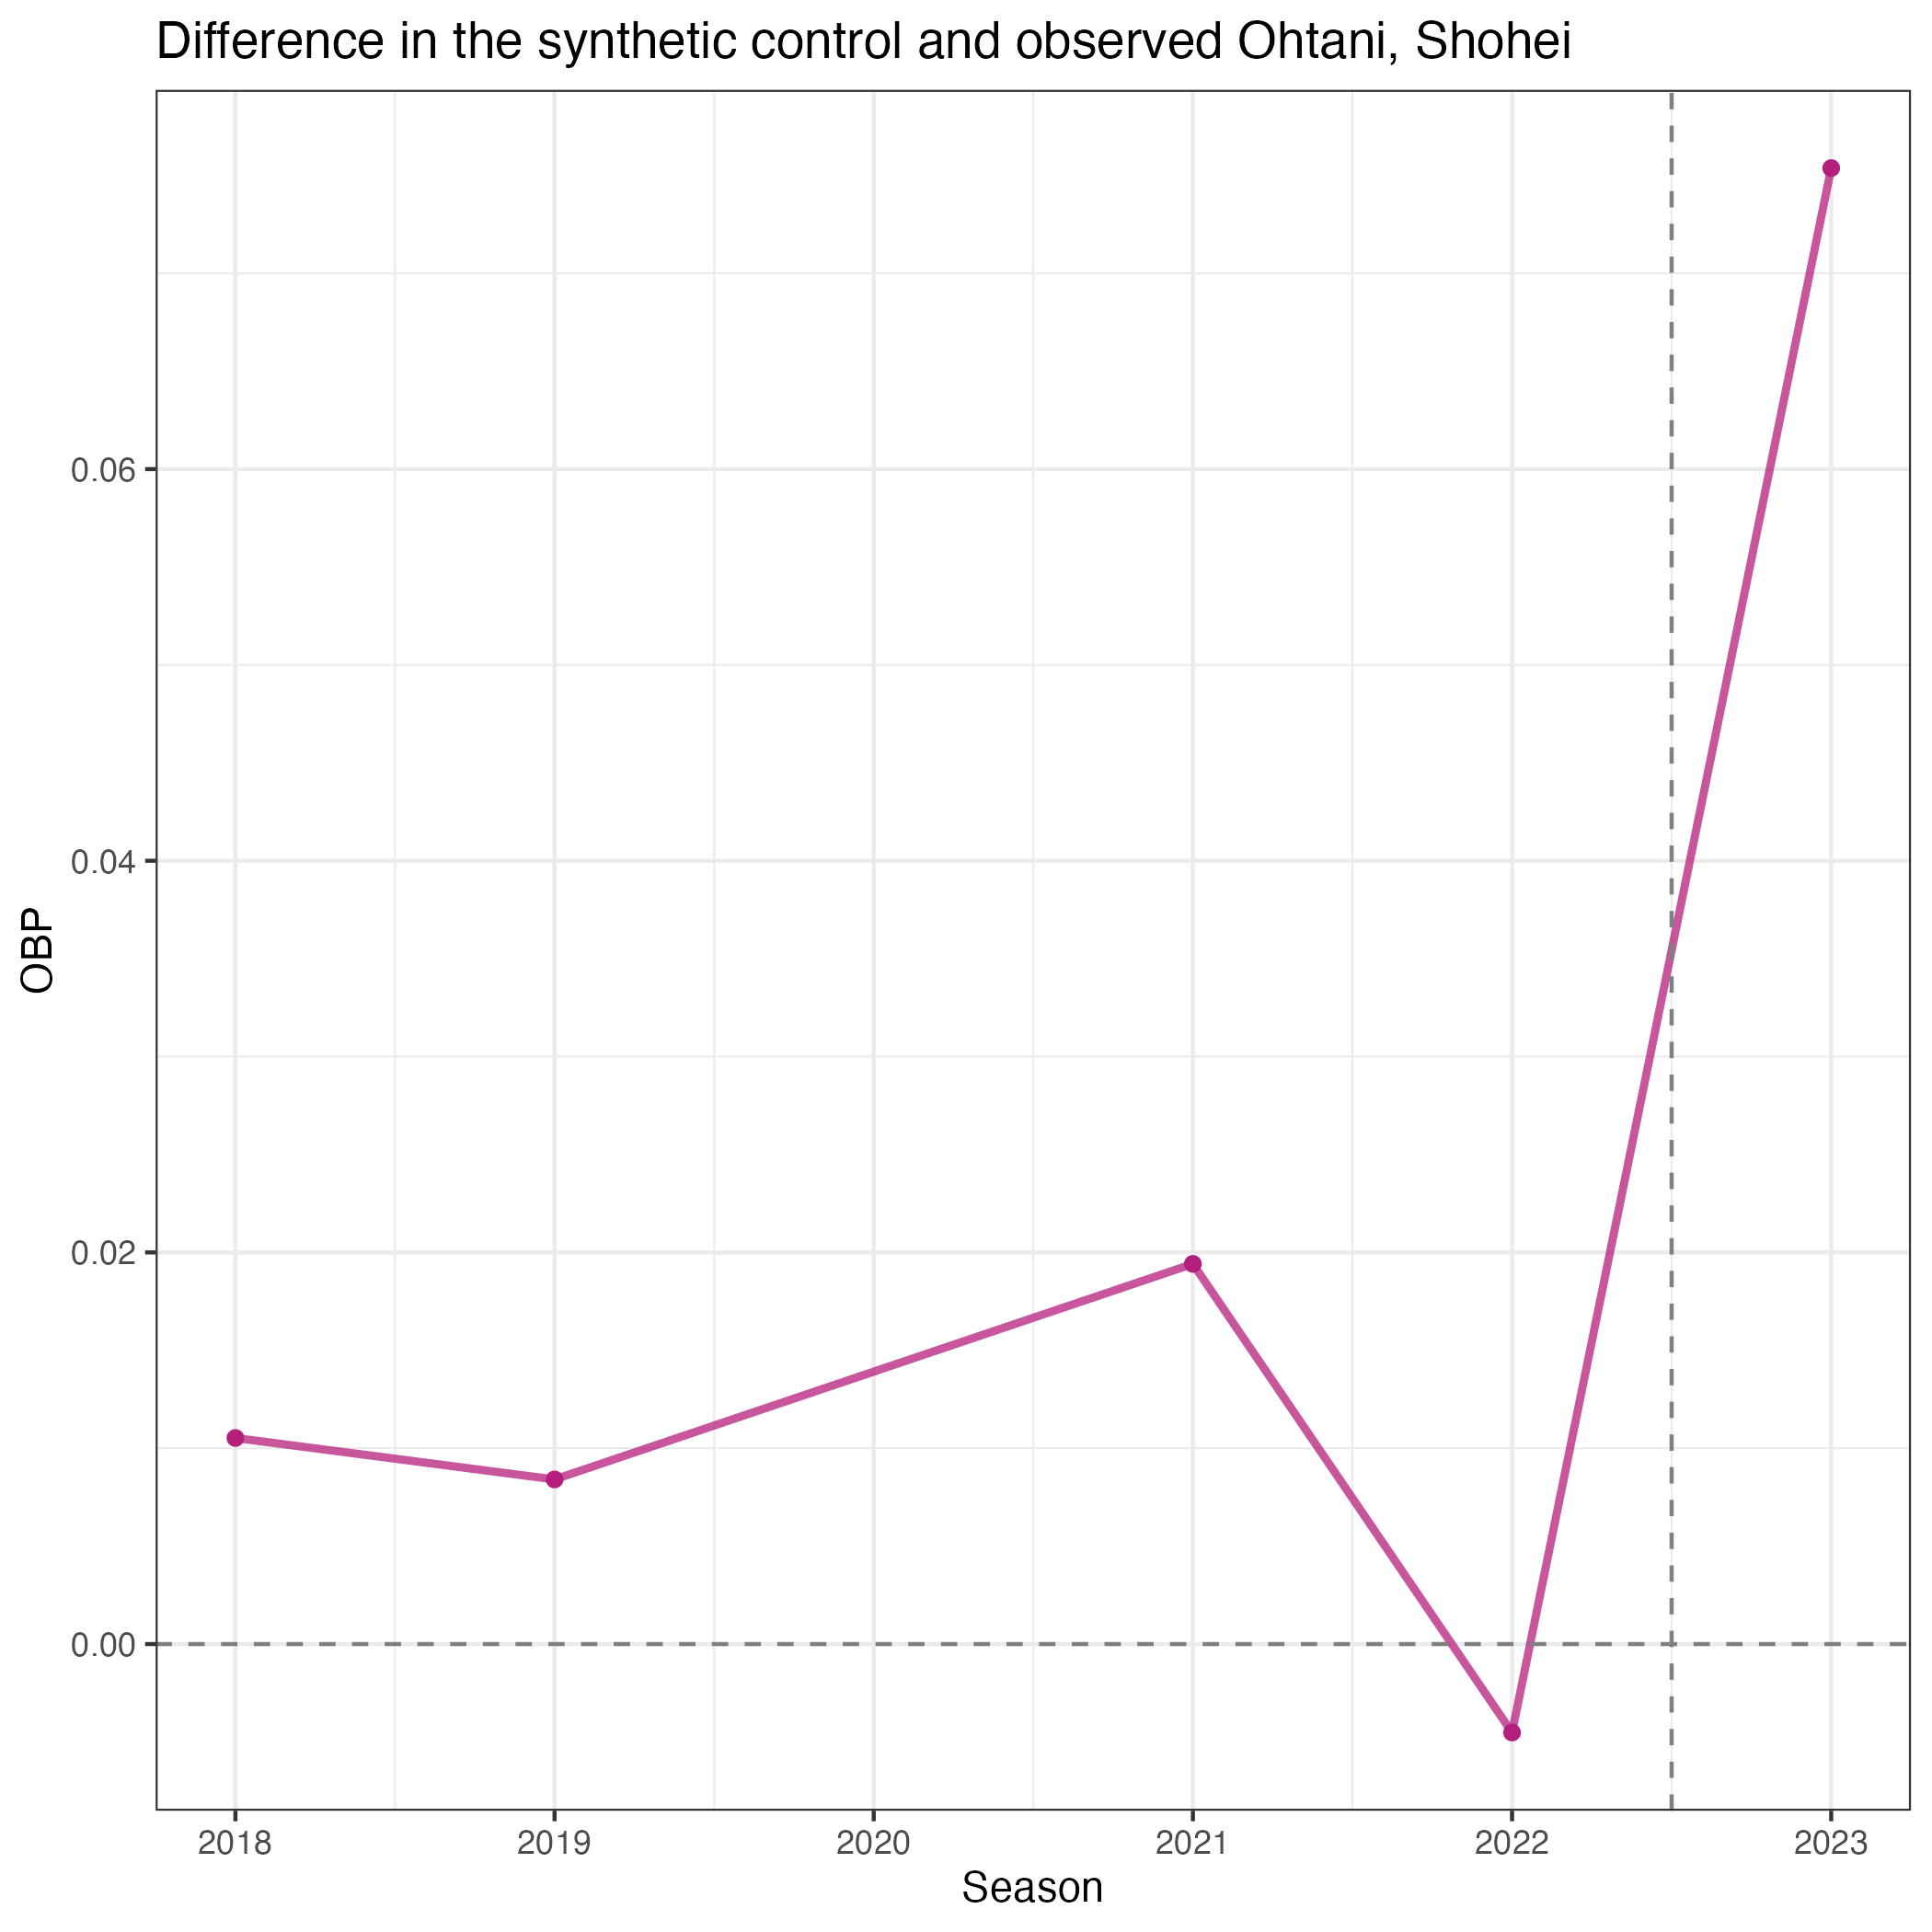 Difference in the synthetic control and observed Ohtani, Shohei
OBP
0.06
0.04
0.02
0.00
2018 2019 2020 2021 2022 2023
Season